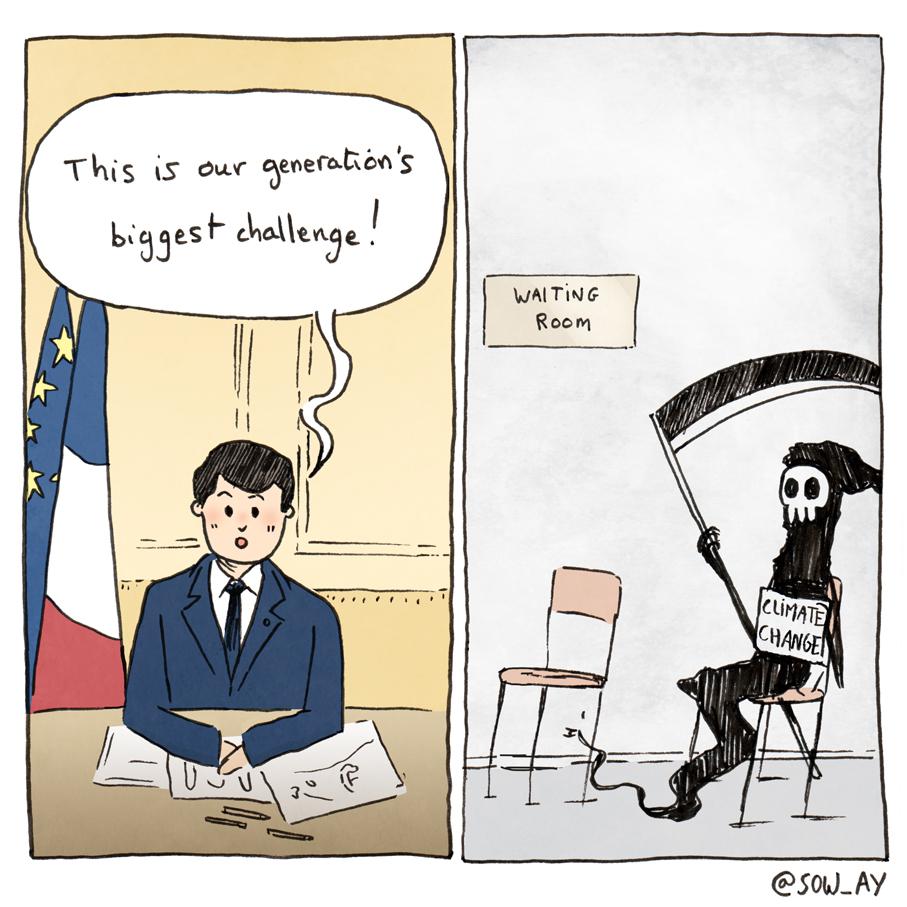 This is our generation's
biggest challenge!
WAITING
ROOM
CLIMATE
CHANGE
@SOW_AY